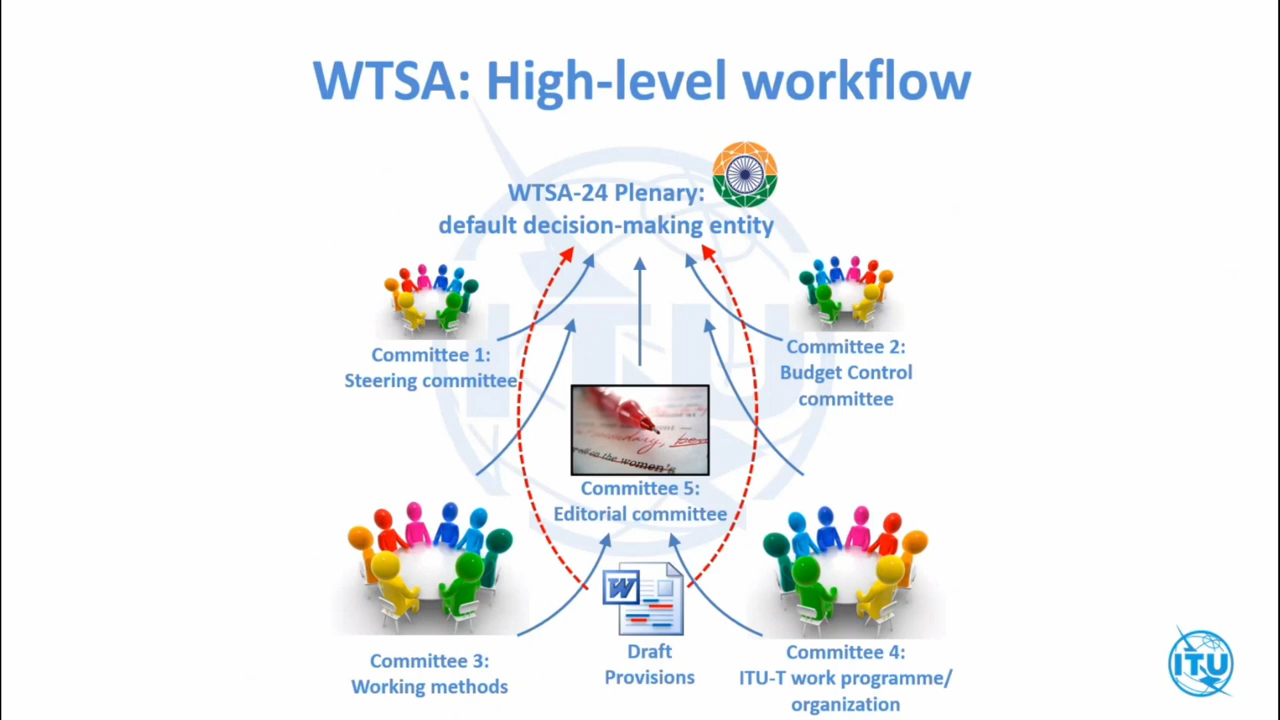 WTSA: High-level workflow
WTSA-24 Plenary:
default decision-making entity
Committee 1:
Steering committee
Committee 2:
Budget Control
committee
Committee 5:
Editorial committee
Committee 3:
Working methods
W
Draft
Provisions
Committee 4:
ITU-T work programme/
organization
ITU
ITU